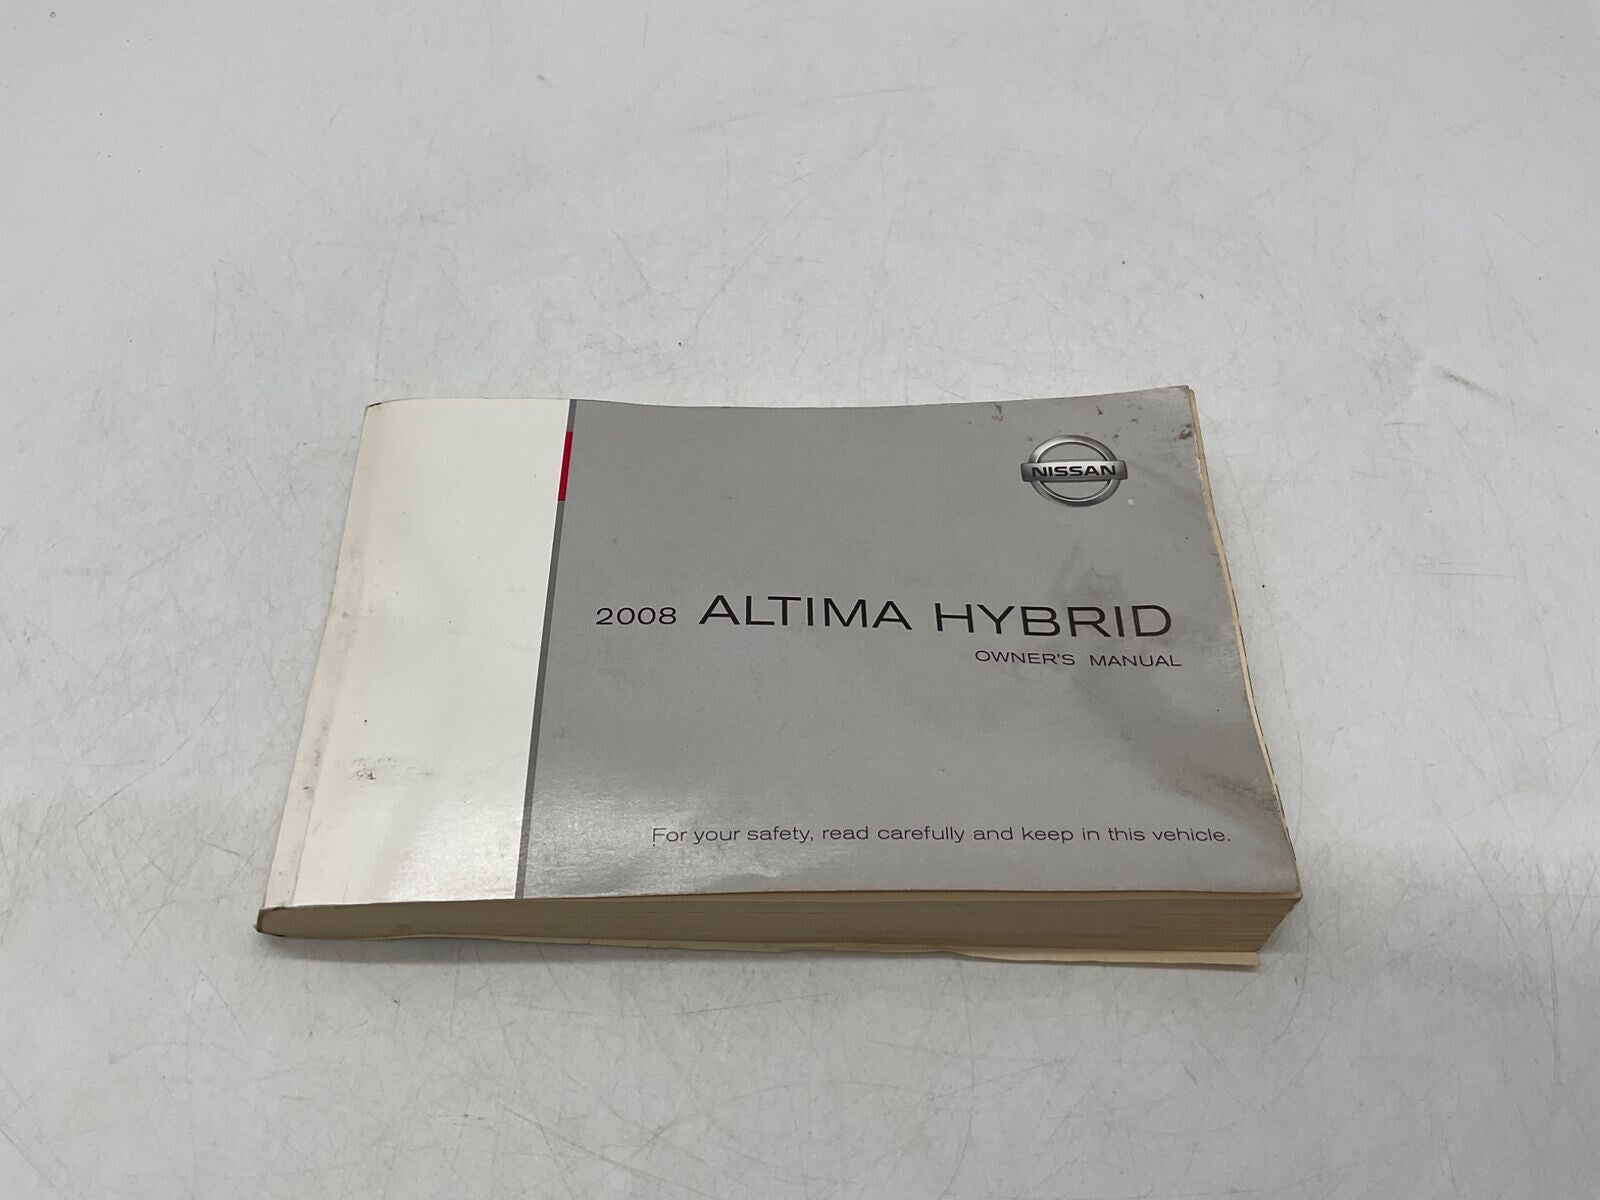 NISSAN
2008 ALTIMA HYBRID
OWNER'S MANUAL
For your safety, read carefully and keep in this vehicle.